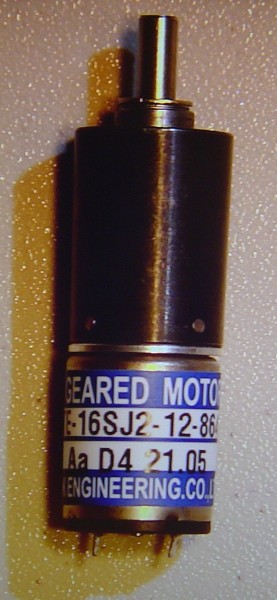 GEARED MOTO
E-16SJ2-12-86
Aa D4 21.05
ENGINEERING.CO.,